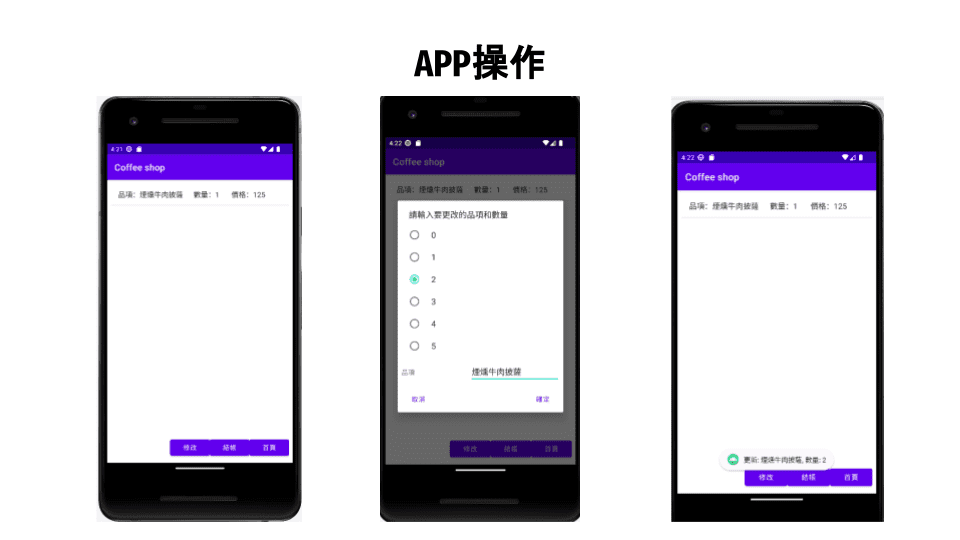 APP操作
4:21
Coffee shop
品項: 煙燻牛肉披薩 數量: 1 價格: 125
修改 結帳 首頁
4:22
Coffee shop
品項: 煙燻牛肉披薩 數量: 1 價格: 125
請輸入要更改的品項和數量
0
1
2
3
4
5
品項 煙燻牛肉披薩
取消 確定
修改 結帳 首頁
4:22
Coffee shop
品項: 煙燻牛肉披薩 數量: 1 價格: 125
更新: 煙燻牛肉披薩, 數量: 2
修改 結帳 首頁